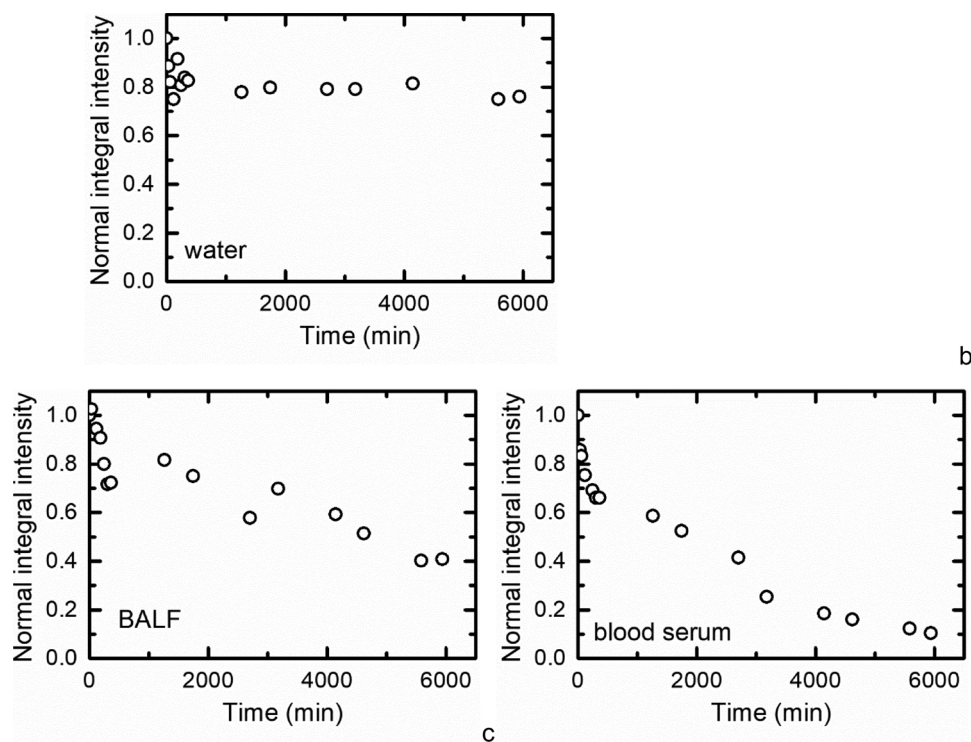 Normal integral intensity
1.0
0.8
0.6
0.4
0.2
0.0
water
0 2000 4000 6000
Time (min)
b
Normal integral intensity
1.0
0.8
0.6
0.4
0.2
0.0
BALF
0 2000 4000 6000
Time (min)
c
Normal integral intensity
1.0
0.8
0.6
0.4
0.2
0.0
blood serum
0 2000 4000 6000
Time (min)